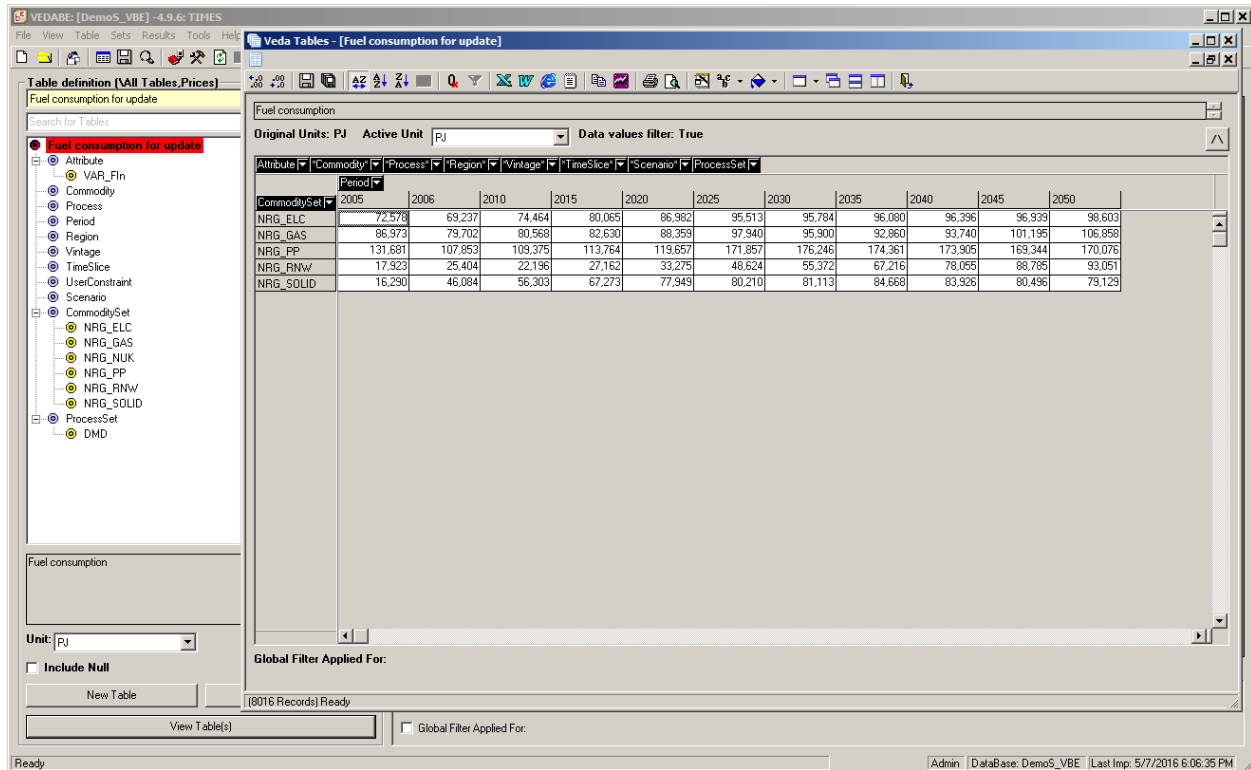 VEDABE: [DemoS_VBE] -4.9.6: TIMES
File View Table Sets Results Tools Help
Table definition (\All Tables,Prices)
Fuel consumption for update
Search for Tables
Fuel consumption for update
Attribute
VAR_FIn
Commodity
Process
Period
Region
Vintage
TimeSlice
UserConstraint
Scenario
CommoditySet
NRG_ELC
NRG_GAS
NRG_NUK
NRG_PP
NRG_RNW
NRG_SOLID
ProcessSet
DMD
Fuel consumption
Unit: PJ
Include Null
New Table
View Table(s)
Veda Tables - [Fuel consumption for update]
Fuel consumption
Original Units: PJ Active Unit PJ Data values filter: True
Attribute "Commodity" "Process" "Region" "Vintage" "TimeSlice" "Scenario" ProcessSet
Period
CommoditySet 2005 2006 2010 2015 2020 2025 2030 2035 2040 2045 2050
NRG_ELC 72,578 69,237 74,464 80,065 86,982 95,513 95,784 96,080 96,396 96,939 98,603
NRG_GAS 86,973 79,702 80,568 82,630 88,359 97,940 95,900 92,860 93,740 101,195 106,858
NRG_PP 131,681 107,853 109,375 113,764 119,657 171,857 176,246 174,361 173,905 169,344 170,076
NRG_RNW 17,923 25,404 22,196 27,162 33,275 48,624 55,372 67,216 78,055 88,785 93,051
NRG_SOLID 16,290 46,084 56,303 67,273 77,949 80,210 81,113 84,668 83,926 80,496 79,129
Global Filter Applied For:
(8016 Records) Ready
Global Filter Applied For:
Ready Admin DataBase: DemoS_VBE Last Imp: 5/7/2016 6:06:35 PM